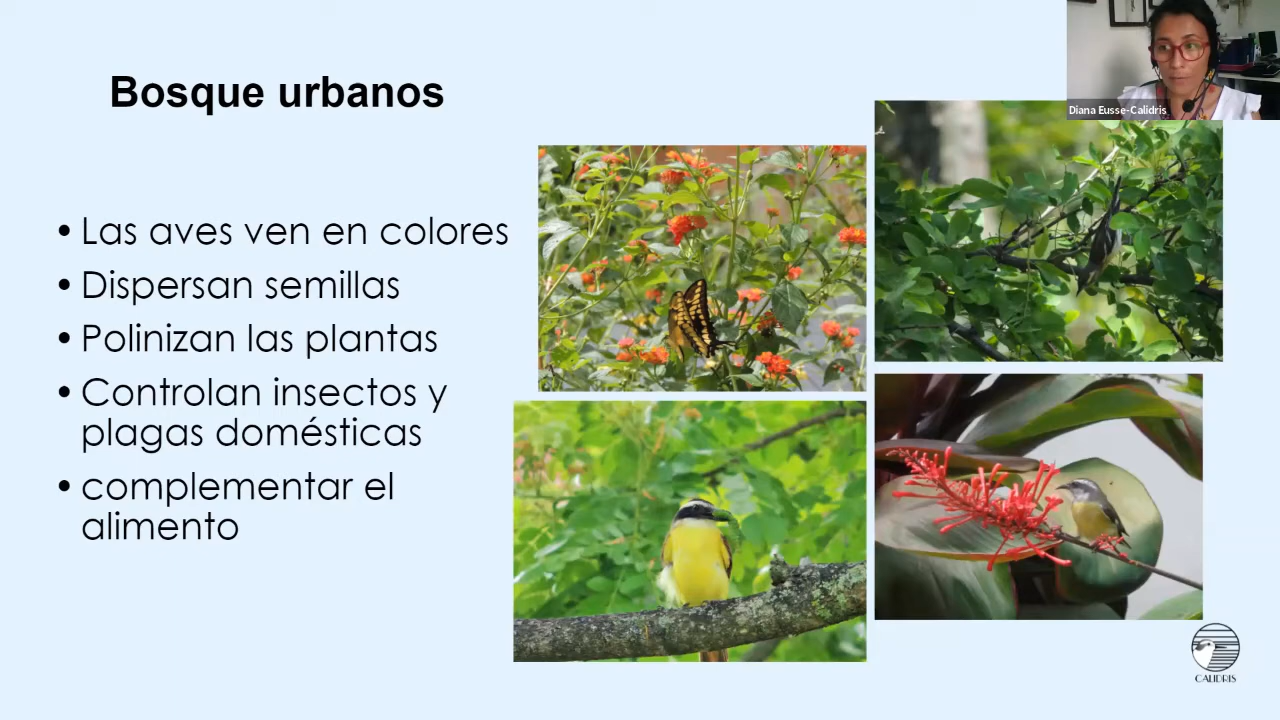 Bosque urbanos
• Las aves ven en colores
• Dispersan semillas
• Polinizan las plantas
• Controlan insectos y
plagas domésticas
• complementar el
alimento
Diana Eusse-Calidris
CALIDRIS